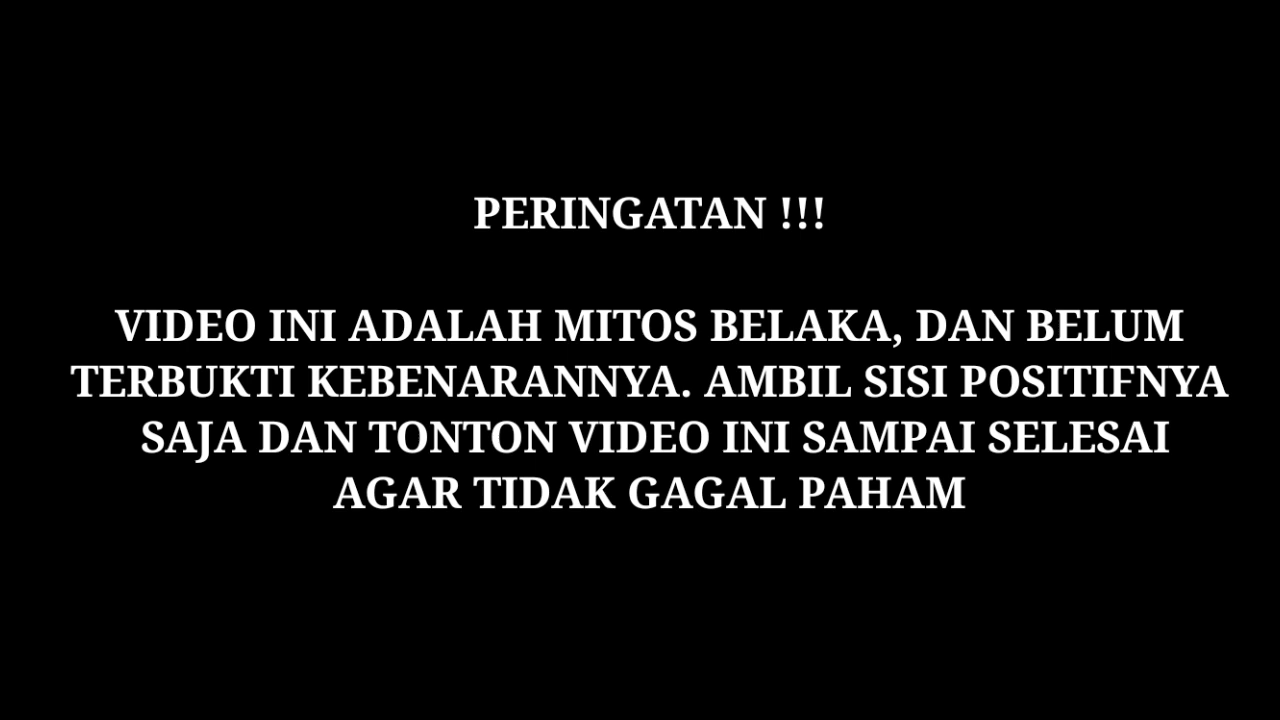 PERINGATAN !!!
VIDEO INI ADALAH MITOS BELAKA, DAN BELUM
TERBUKTI KEBENARANNYA. AMBIL SISI POSITIFNYA
SAJA DAN TONTON VIDEO INI SAMPAI SELESAI
AGAR TIDAK GAGAL PAHAM